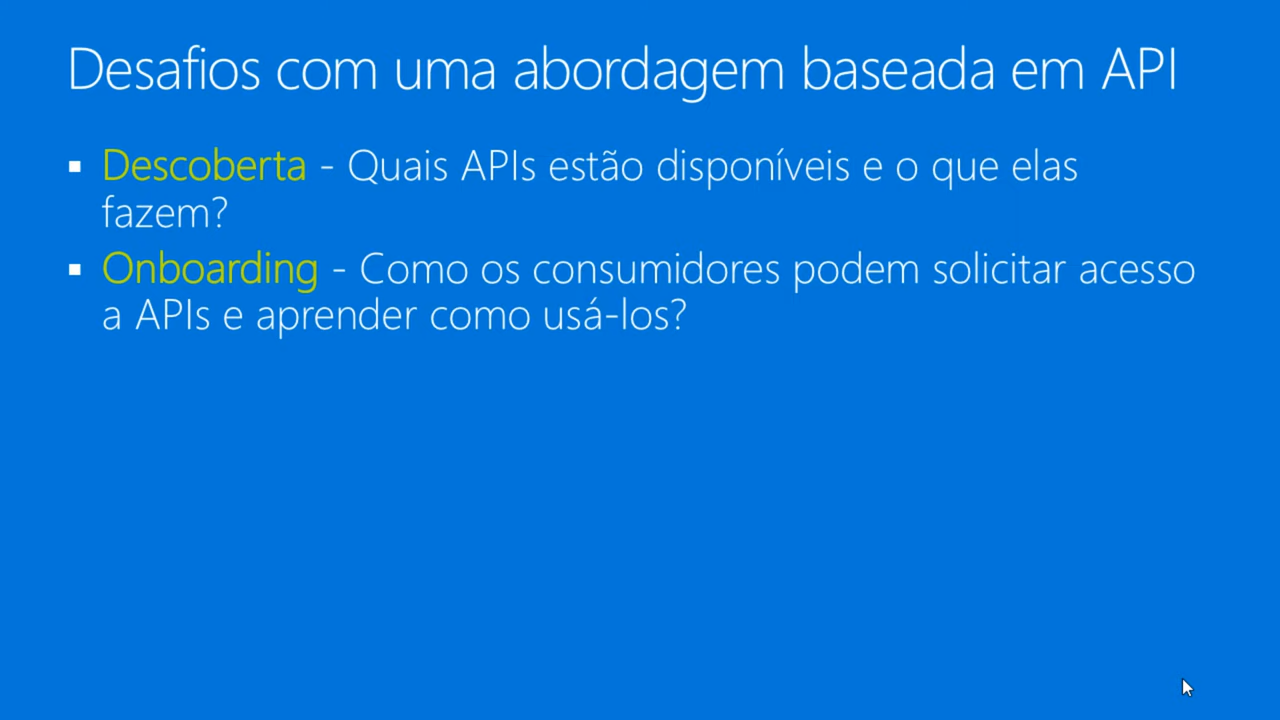 Desafios com uma abordagem baseada em API
▪ Descoberta - Quais APIs estão disponíveis e o que elas
fazem?
▪ Onboarding - Como os consumidores podem solicitar acesso
a APIs e aprender como usá-los?